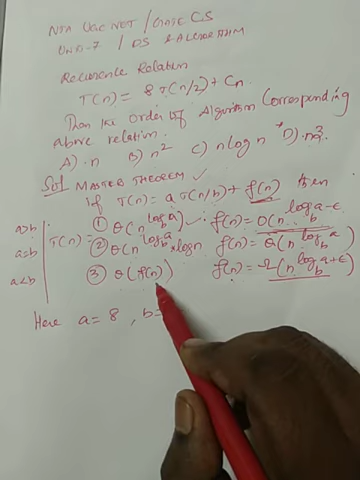 NTA UGC NET / GATE CS
UNIT-7 / DS & ALGORITHM
Recurrence Relation
T(n) = 8 T(n/2) + Cn.
Then the order of Algorithm Corresponding
above relation.
A) n B) n² C) n log n D) n³
Sol MASTER THEOREM ✓
If T(n) = a T(n/b) + f(n) then
a>b ① θ(n^log_b a) ✓ f(n) = O(n^log_b a-ϵ
a=b T(n) = ② θ(n^log_b a * log n f(n) = θ(n^log_b a)
a<b ③ θ(f(n)) f(n) = Ω(n^log_b a+ϵ)
Here a = 8 , b=